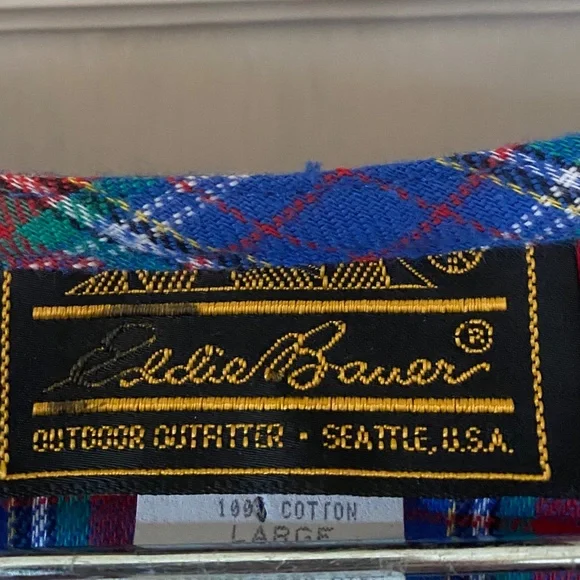 Eddie Bauer ®
OUTDOOR OUTFITTER · SEATTLE, U.S.A.
100% COTTON
LARGE